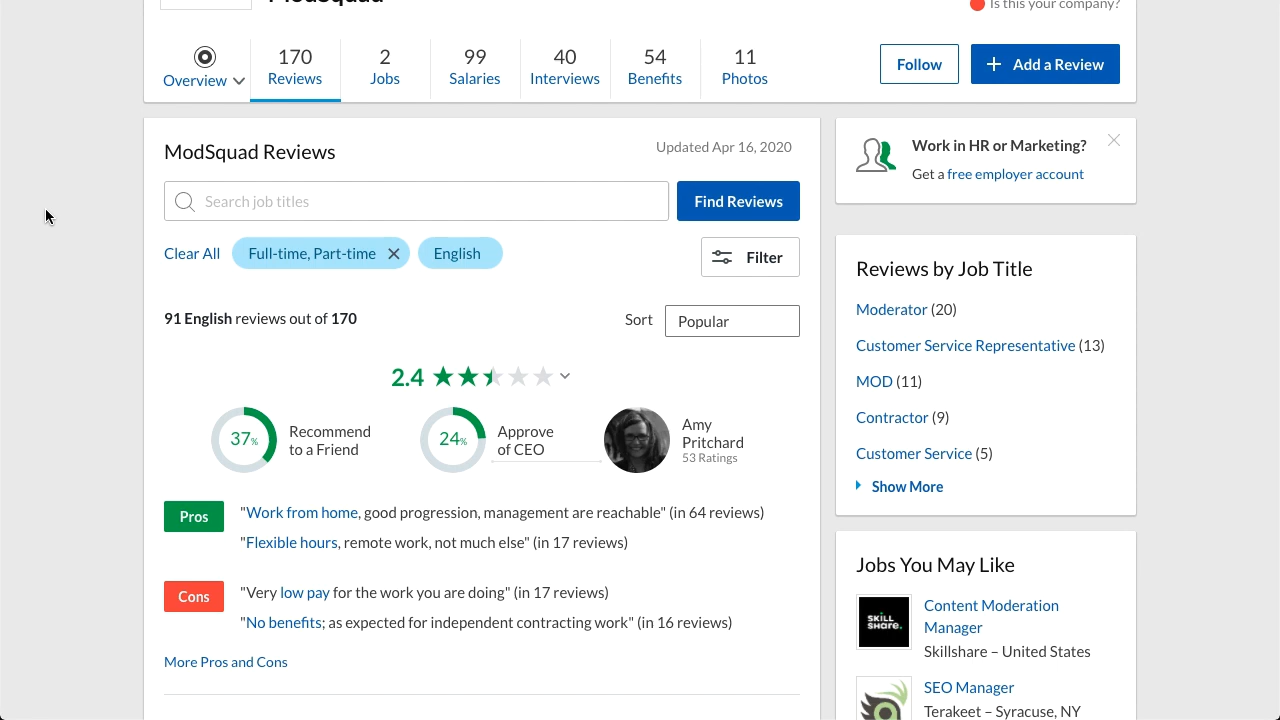 ModSquad
Is this your company?
Overview
170
Reviews
2
Jobs
99
Salaries
40
Interviews
54
Benefits
11
Photos
Follow
+ Add a Review
ModSquad Reviews
Updated Apr 16, 2020
Search job titles
Find Reviews
Clear All
Full-time, Part-time
English
Filter
91 English reviews out of 170
Sort
Popular
2.4
37%
Recommend
to a Friend
24%
Approve
of CEO
Amy
Pritchard
53 Ratings
Pros
"Work from home, good progression, management are reachable" (in 64 reviews)
"Flexible hours, remote work, not much else" (in 17 reviews)
Cons
"Very low pay for the work you are doing" (in 17 reviews)
"No benefits; as expected for independent contracting work" (in 16 reviews)
More Pros and Cons
Work in HR or Marketing?
Get a free employer account
Reviews by Job Title
Moderator (20)
Customer Service Representative (13)
MOD (11)
Contractor (9)
Customer Service (5)
Show More
Jobs You May Like
SKILL
SHARE.
Content Moderation
Manager
Skillshare – United States
SEO Manager
Terakeet – Syracuse, NY